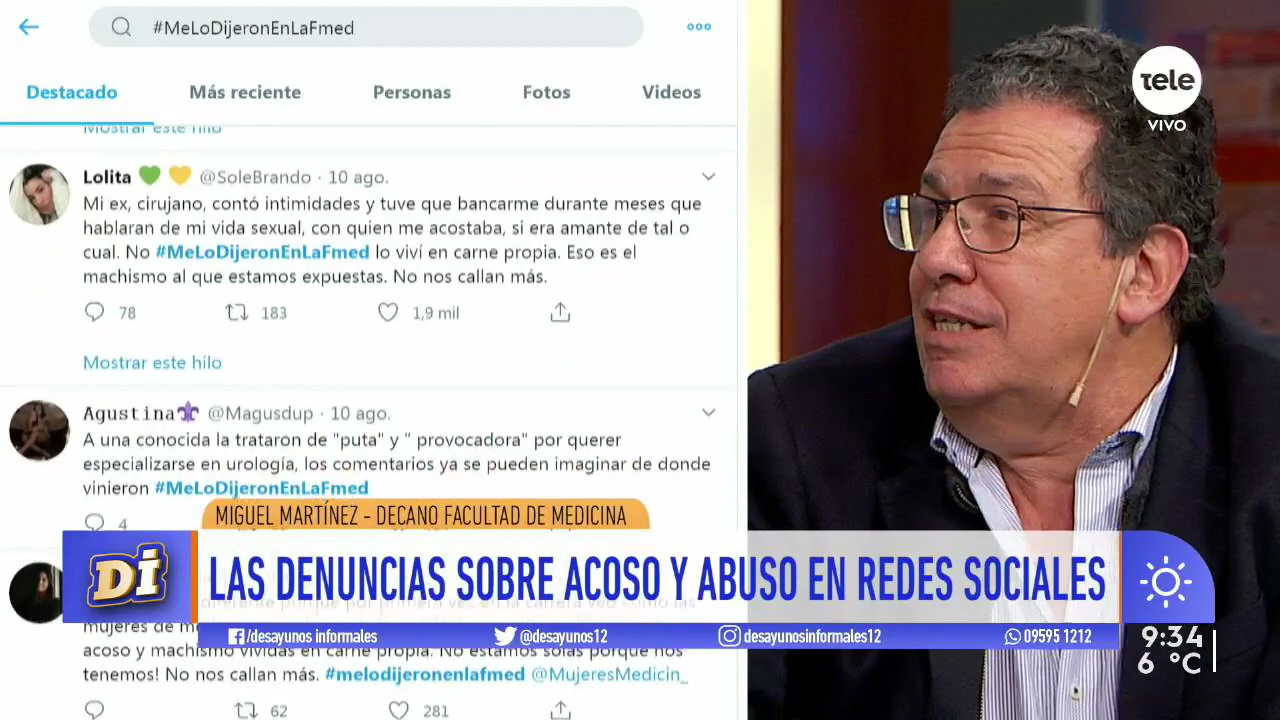 #MeLoDijeronEnLaFmed
Destacado
Más reciente
Personas
Fotos
Videos
Mostrar este hilo
Lolita 💚 💛 @SoleBrando · 10 ago.
Mi ex, cirujano, contó intimidades y tuve que bancarme durante meses que
hablaran de mi vida sexual, con quien me acostaba, si era amante de tal o
cual. No #MeLoDijeronEnLaFmed lo viví en carne propia. Eso es el
machismo al que estamos expuestas. No nos callan más.
78
183
1,9 mil
Mostrar este hilo
Agustina⚜ @Magusdup · 10 ago.
A una conocida la trataron de "puta" y " provocadora" por querer
especializarse en urología, los comentarios ya se pueden imaginar de donde
vinieron #MeLoDijeronEnLaFmed
4
mujeres de
acoso y machismo vividas en carne propia. No estamos solas porque nos
tenemos! No nos callan más. #melodijeronenlafmed @MujeresMedicin_
62
281
tele
VIVO
MIGUEL MARTÍNEZ - DECANO FACULTAD DE MEDICINA
Di
LAS DENUNCIAS SOBRE ACOSO Y ABUSO EN REDES SOCIALES
/desayunos informales
@desayunos12
desayunosinformales12
09595 1212
9:34
6 °C